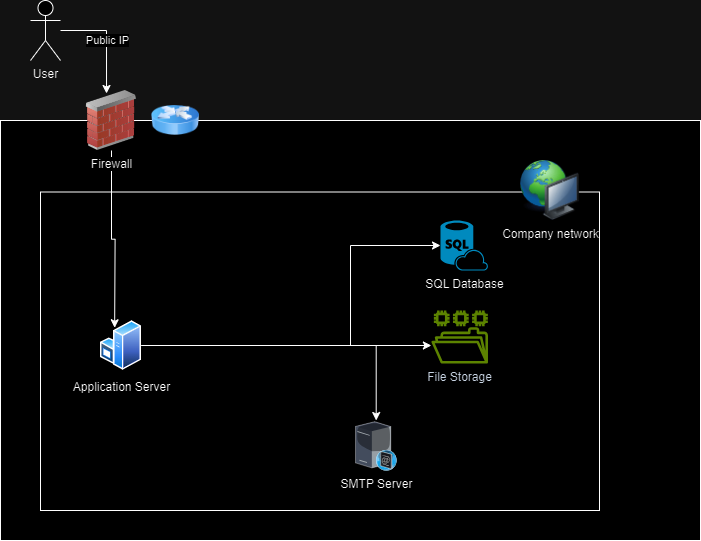 Public IP
User
Firewall
Company network
SQL
SQL Database
File Storage
Application Server
SMTP Server